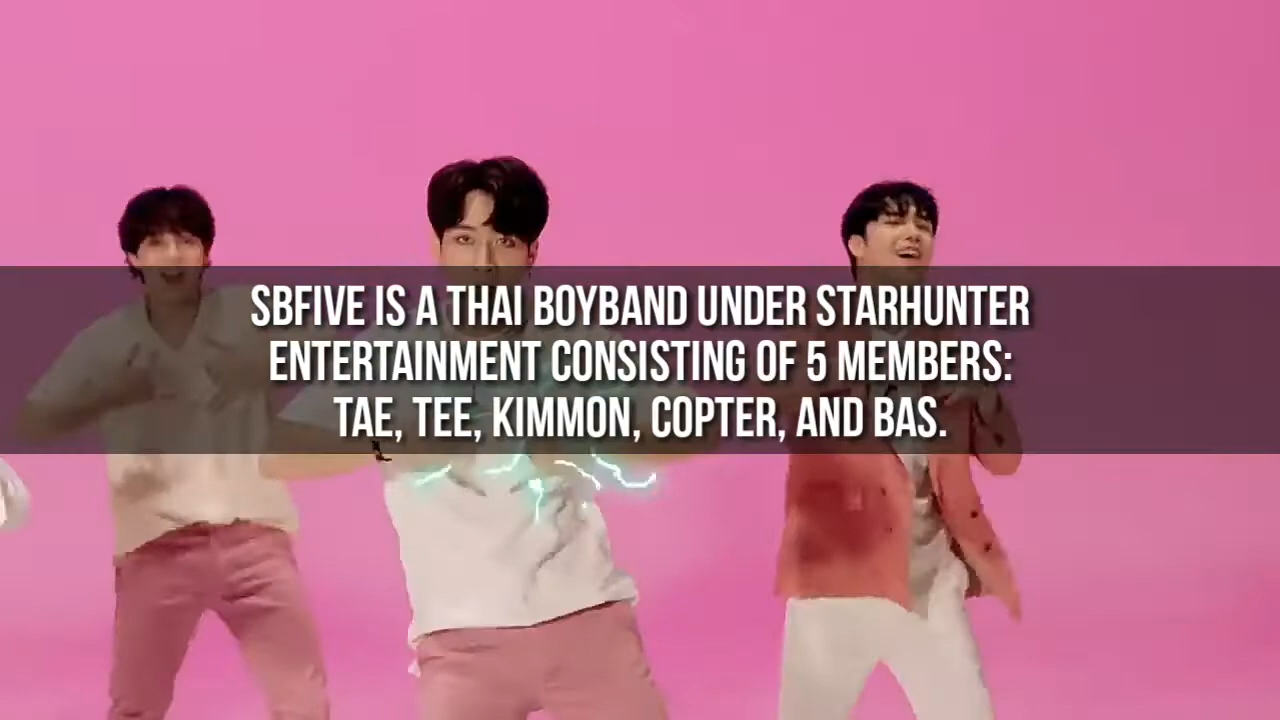 SBFIVE IS A THAI BOYBAND UNDER STARHUNTER
ENTERTAINMENT CONSISTING OF 5 MEMBERS:
TAE, TEE, KIMMON, COPTER, AND BAS.